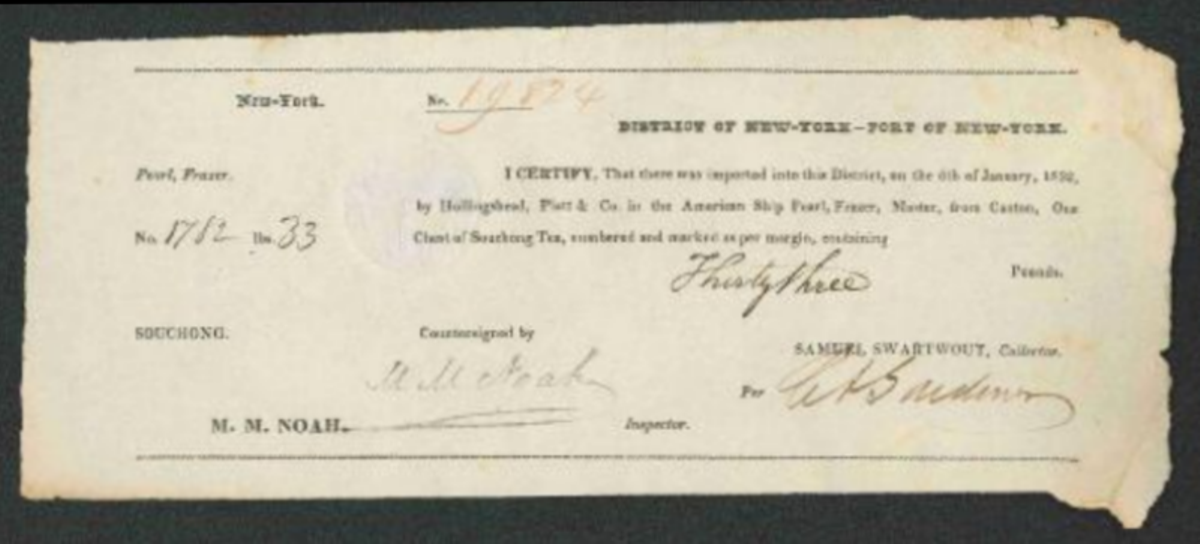 New-York. No. 19824
DISTRICT OF NEW-YORK—PORT OF NEW-YORK.
Pearl, Fraser. I CERTIFY, That there was imported into this District, on the 6th of January, 1832,
by Hollingshead, Platt & Co. in the American Ship Pearl, Fraser, Master, from Canton, One
No. 8782 lbs. 33 Chest of Souchong Tea, numbered and marked as per margin, containing
Thirty three Pounds.
SOUCHONG. Countersigned by
SAMUEL SWARTWOUT, Collector.
M M Noah
Per
M. M. NOAH. Inspector.